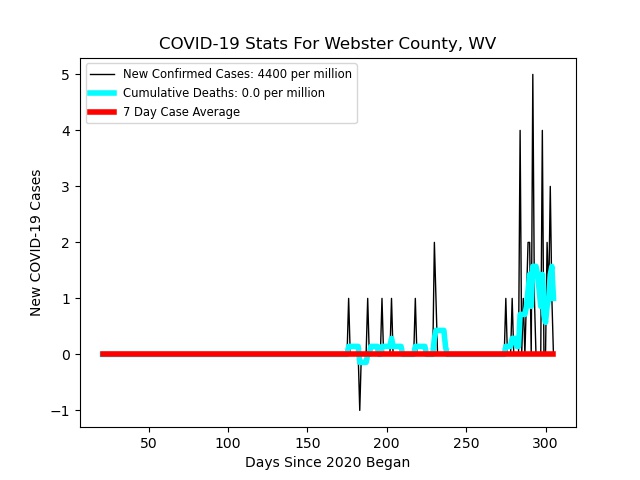 COVID-19 Stats For Webster County, WV
New Confirmed Cases: 4400 per million
Cumulative Deaths: 0.0 per million
7 Day Case Average
New COVID-19 Cases
5
4
3
2
1
0
−1
50 100 150 200 250 300
Days Since 2020 Began